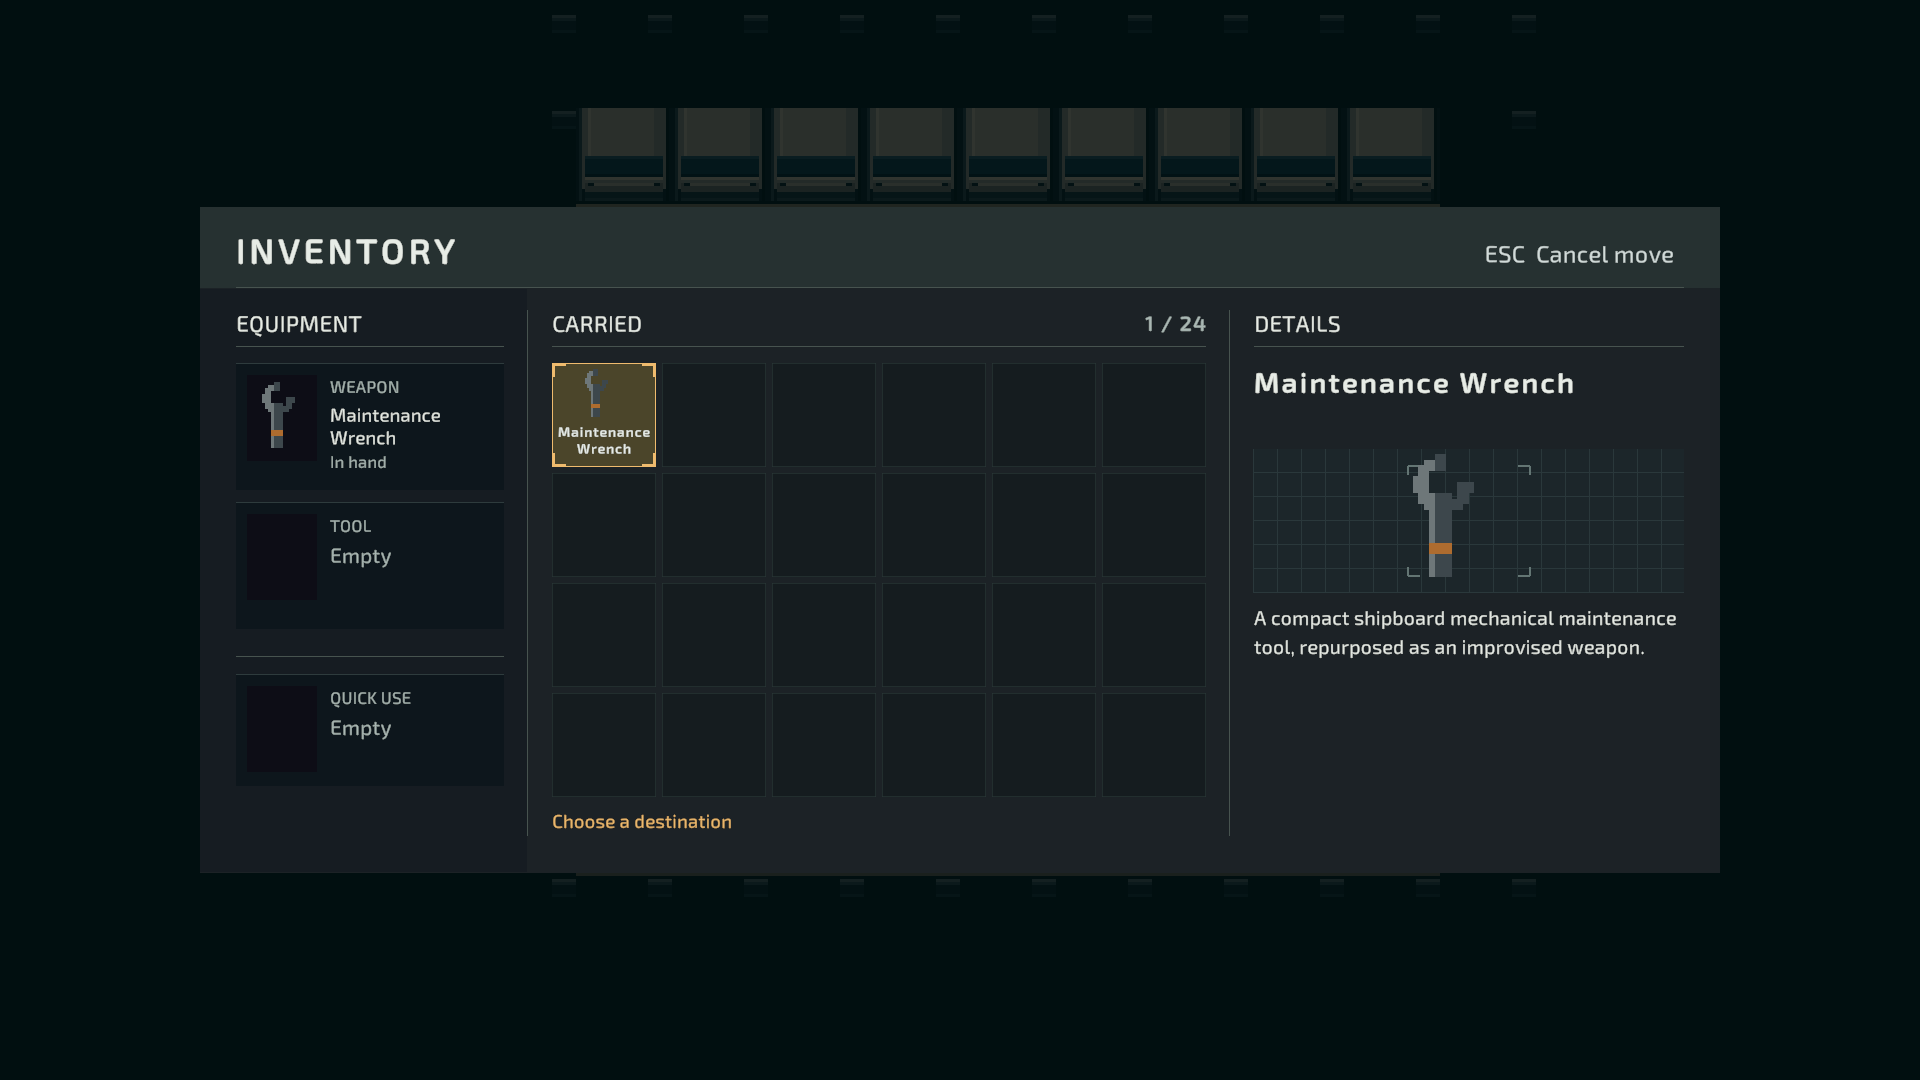 INVENTORY
ESC Cancel move
EQUIPMENT
WEAPON
Maintenance
Wrench
In hand
TOOL
Empty
QUICK USE
Empty
CARRIED
1 / 24
Maintenance
Wrench
Choose a destination
DETAILS
Maintenance Wrench
A compact shipboard mechanical maintenance
tool, repurposed as an improvised weapon.